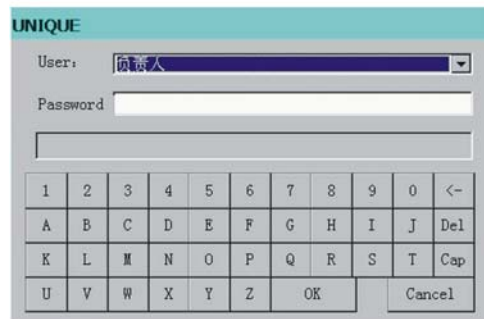 UNIQUE
User: 负责人
Password
1 2 3 4 5 6 7 8 9 0 <-
A B C D E F G H I J Del
K L M N O P Q R S T Cap
U V W X Y Z OK Cancel